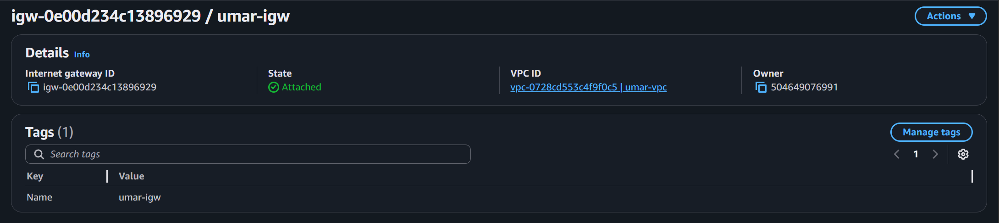 igw-0e00d234c13896929 / umar-igw
Actions
Details Info
Internet gateway ID
igw-0e00d234c13896929
State
Attached
VPC ID
vpc-0728cd553c4f9f0c5 | umar-vpc
Owner
504649076991
Tags (1)
Manage tags
Search tags
1
Key Value
Name umar-igw